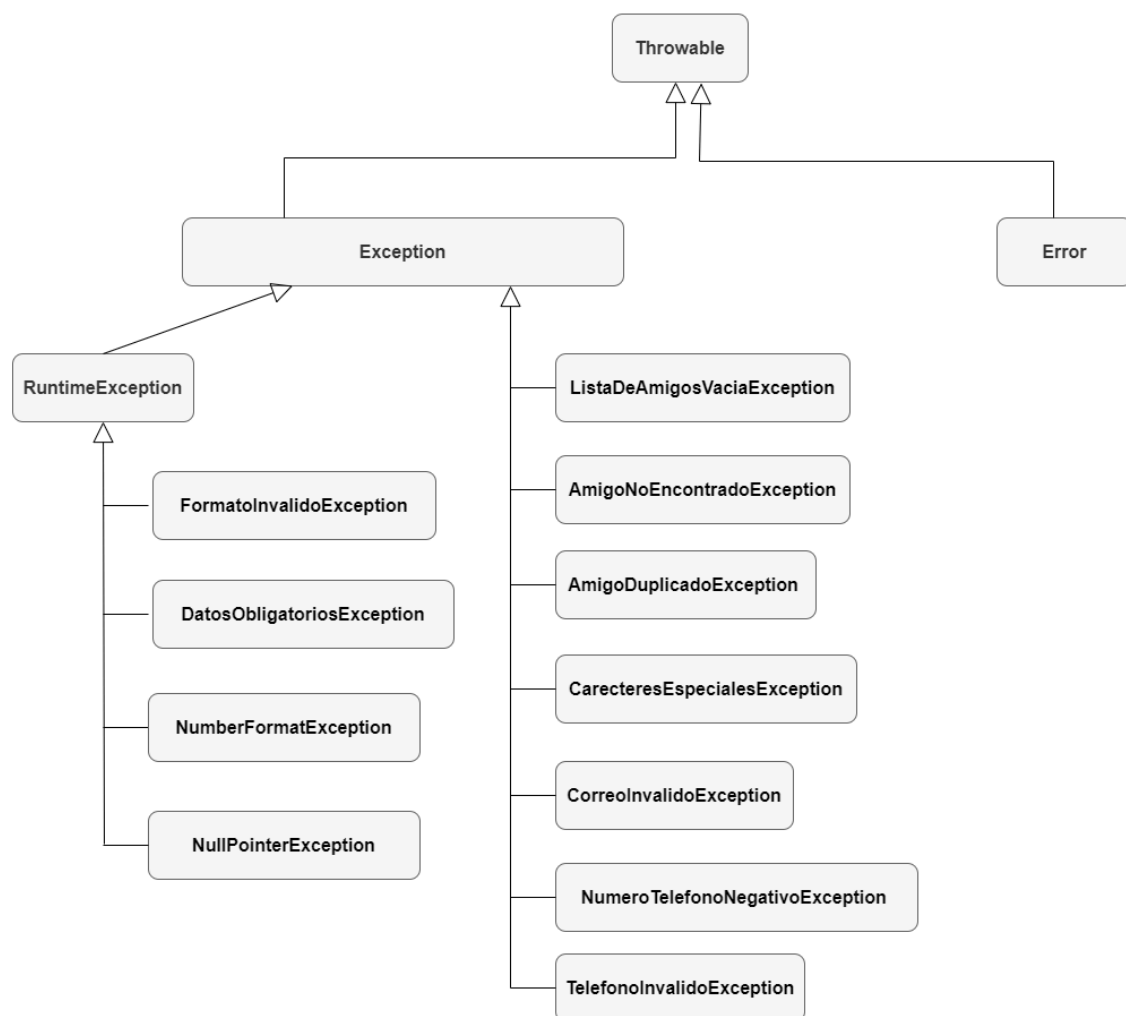 Throwable
Exception
Error
RuntimeException
FormatoInvalidoException
DatosObligatoriosException
NumberFormatException
NullPointerException
ListaDeAmigosVaciaException
AmigoNoEncontradoException
AmigoDuplicadoException
CarecteresEspecialesException
CorreoInvalidoException
NumeroTelefonoNegativoException
TelefonoInvalidoException